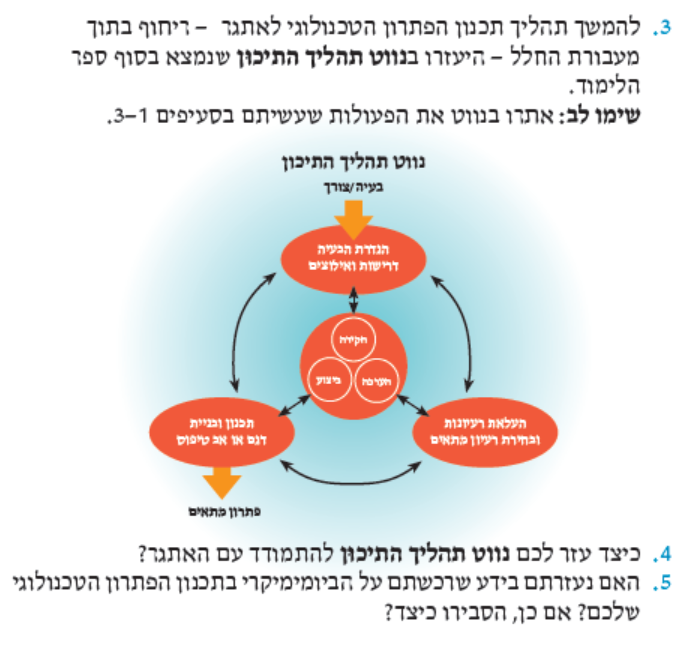 3. להמשך תהליך תכנון הפתרון הטכנולוגי לאתגר – ריחוף בתוך
מעבורת החלל – היעזרו בנווט תהליך התיכון שנמצא בסוף ספר
הלימוד.
שימו לב: אתרו בנווט את הפעולות שעשיתם בסעיפים 1–3.
נווט תהליך התיכון
בעיה/צורך
הגדרת הבעיה
דרישות ואילוצים
חקירה
ביצוע
הערכה
תכנון ובניית
דגם או אב טיפוס
העלאת רעיונות
ובחירת רעיון מתאים
פתרון מתאים
4. כיצד עזר לכם נווט תהליך התיכון להתמודד עם האתגר?
5. האם נעזרתם בידע שרכשתם על הביומימיקרי בתכנון הפתרון הטכנולוגי
שלכם? אם כן, הסבירו כיצד?